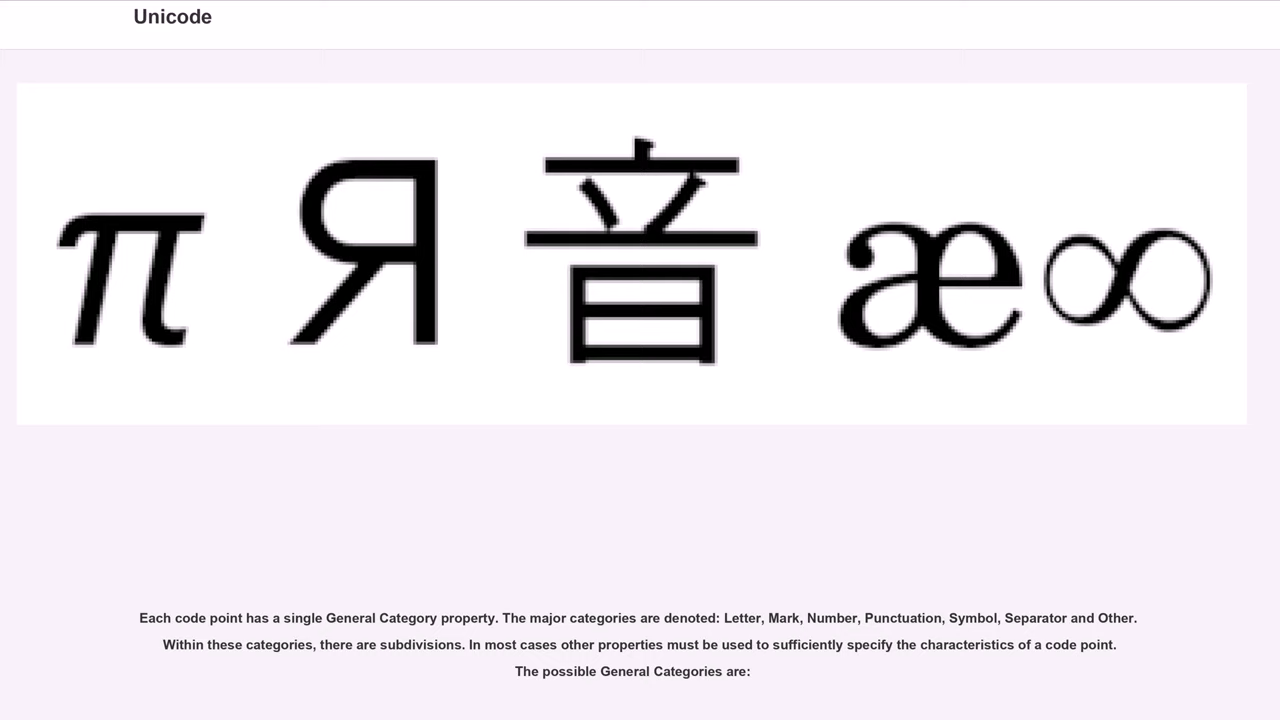 Unicode
π Я 音 æ∞
Each code point has a single General Category property. The major categories are denoted: Letter, Mark, Number, Punctuation, Symbol, Separator and Other.
Within these categories, there are subdivisions. In most cases other properties must be used to sufficiently specify the characteristics of a code point.
The possible General Categories are: